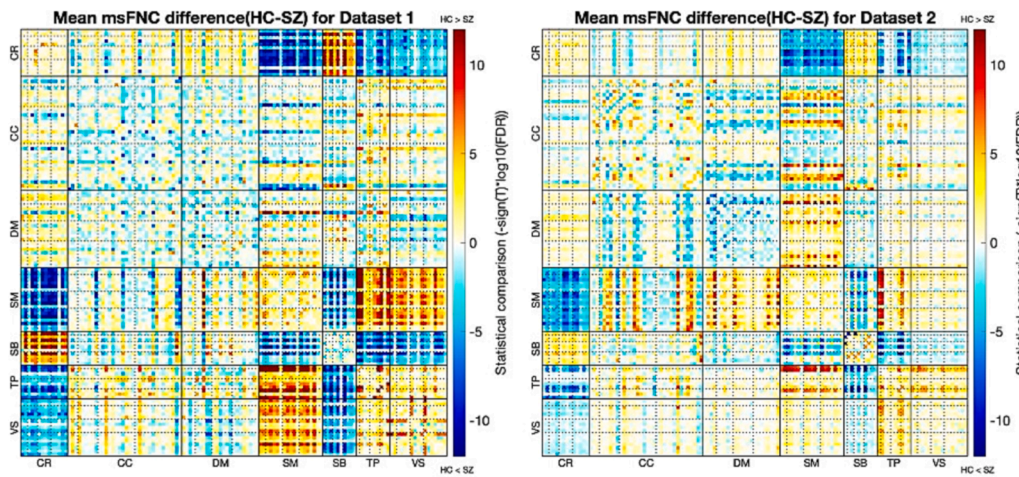 Mean msFNC difference(HC-SZ) for Dataset 1
HC > SZ
CR
CC
DM
SM
SB
TP
VS
CR CC DM SM SB TP VS
10
5
0
-5
-10
HC < SZ
Statistical comparison (-sign(T)*log10(FDR))
Mean msFNC difference(HC-SZ) for Dataset 2
HC > SZ
CR
CC
DM
SM
SB
TP
VS
CR CC DM SM SB TP VS
10
5
0
-5
-10
HC < SZ